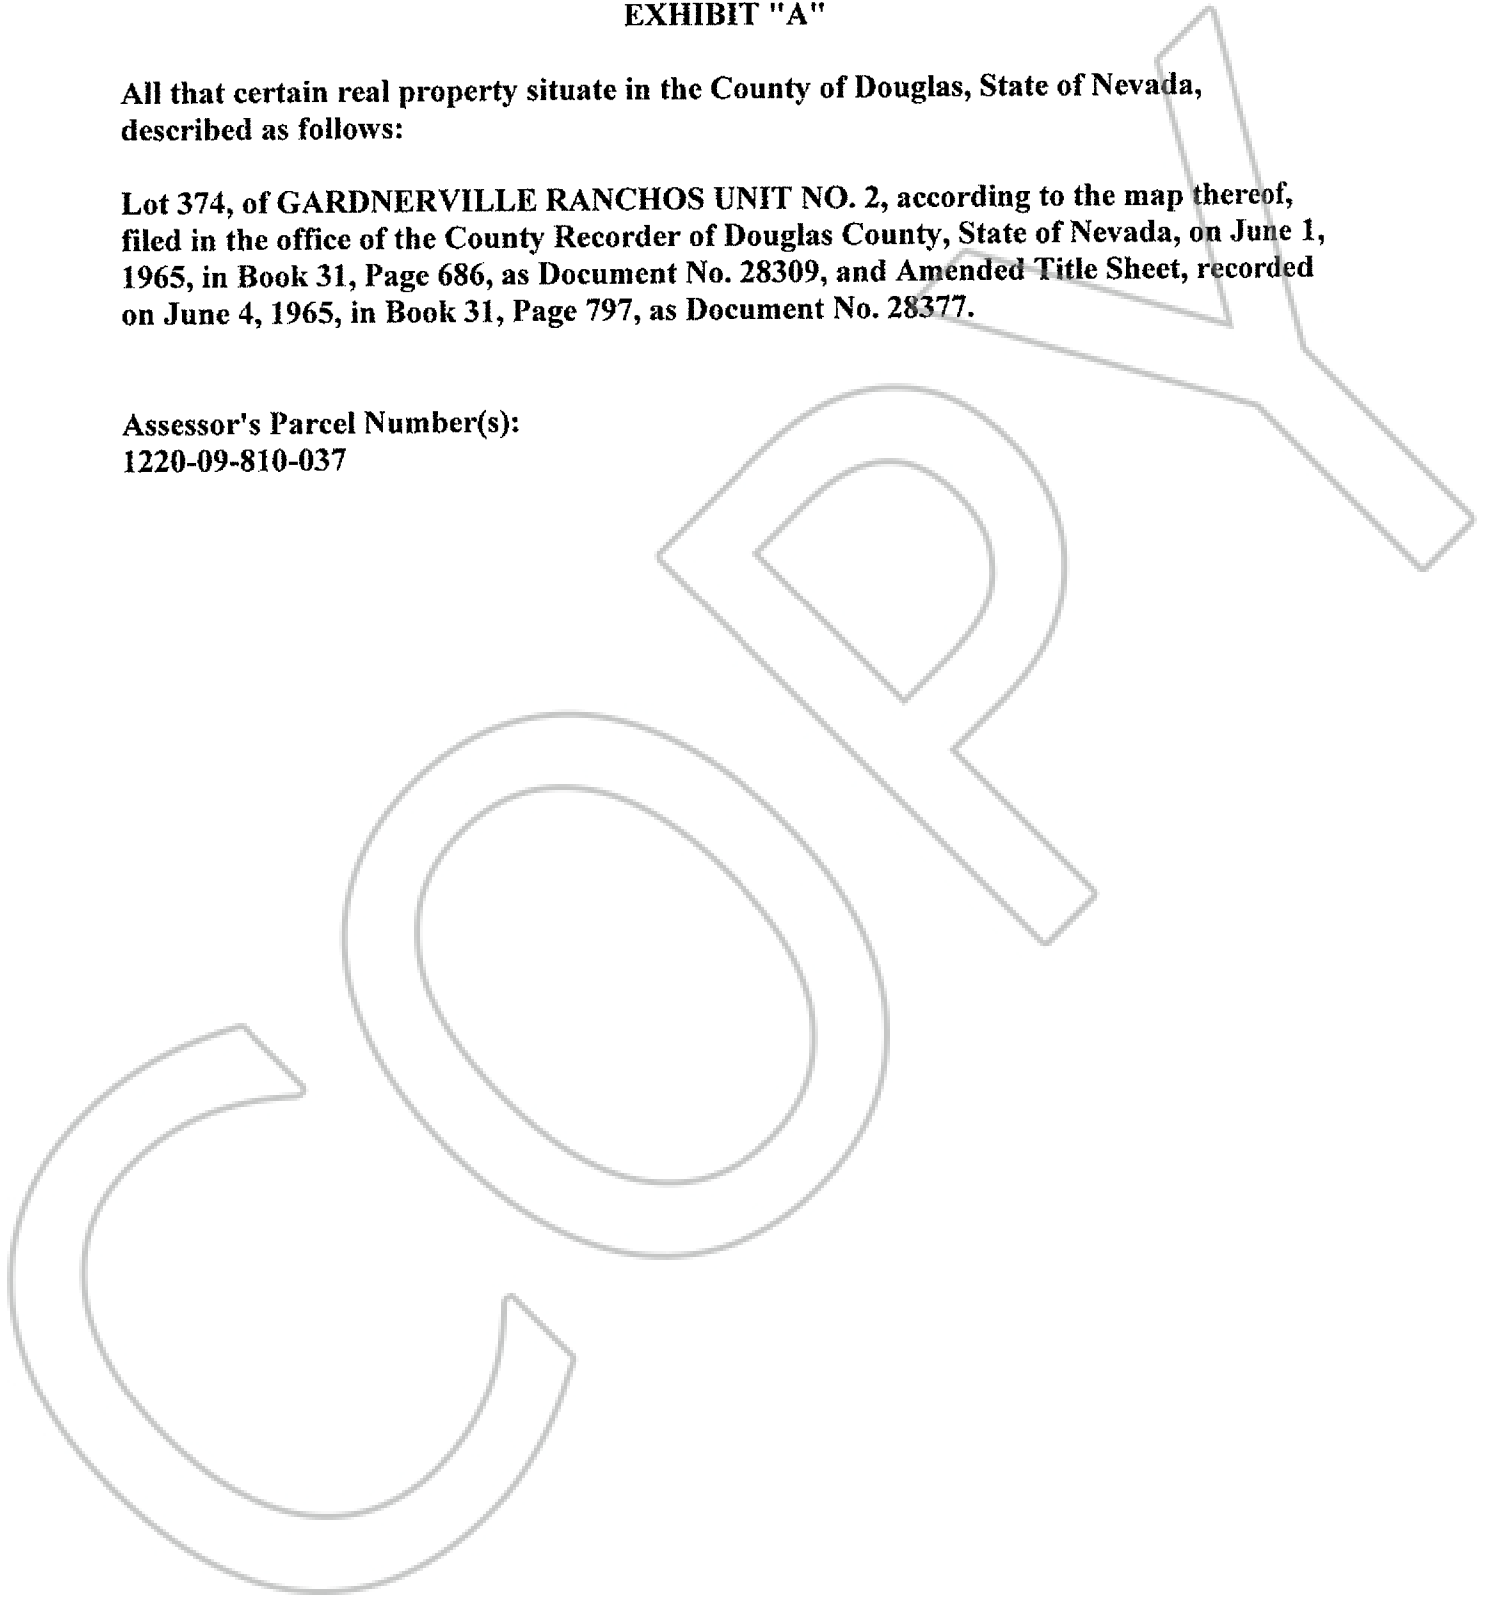 EXHIBIT "A"
All that certain real property situate in the County of Douglas, State of Nevada,
described as follows:
Lot 374, of GARDNERVILLE RANCHOS UNIT NO. 2, according to the map thereof,
filed in the office of the County Recorder of Douglas County, State of Nevada, on June 1,
1965, in Book 31, Page 686, as Document No. 28309, and Amended Title Sheet, recorded
on June 4, 1965, in Book 31, Page 797, as Document No. 28377.
Assessor's Parcel Number(s):
1220-09-810-037
COPY